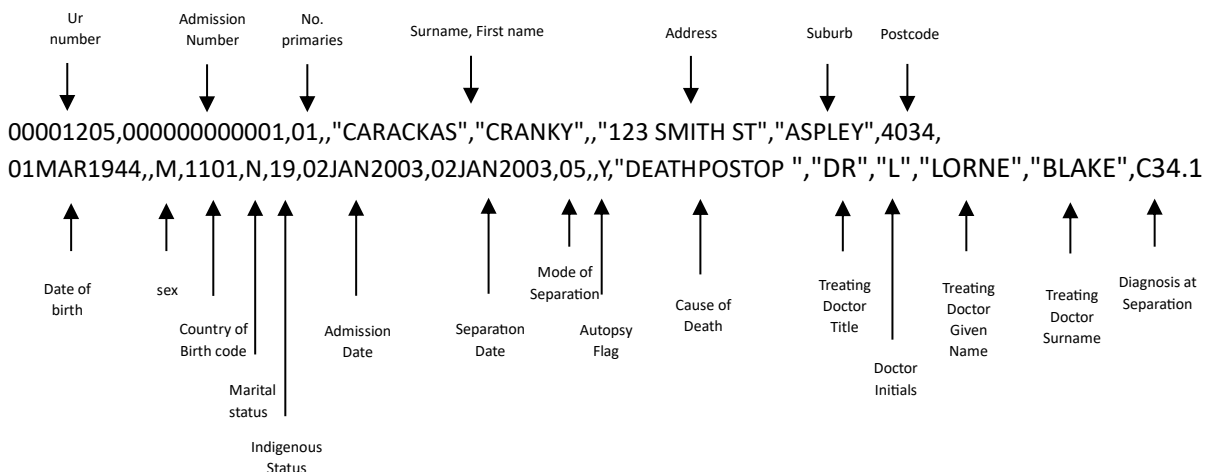 Ur
number
Admission
Number
No.
primaries
Surname, First name
Address
Suburb
Postcode
00001205,000000000001,01,,"CARACKAS","CRANKY",,"123 SMITH ST","ASPLEY",4034,
01MAR1944,,M,1101,N,19,02JAN2003,02JAN2003,05,,Y,"DEATHPOSTOP ","DR","L","LORNE","BLAKE",C34.1
Date of
birth
sex
Country of
Birth code
Marital
status
Indigenous
Status
Admission
Date
Separation
Date
Mode of
Separation
Autopsy
Flag
Cause of
Death
Treating
Doctor
Title
Doctor
Initials
Treating
Doctor
Given
Name
Treating
Doctor
Surname
Diagnosis at
Separation